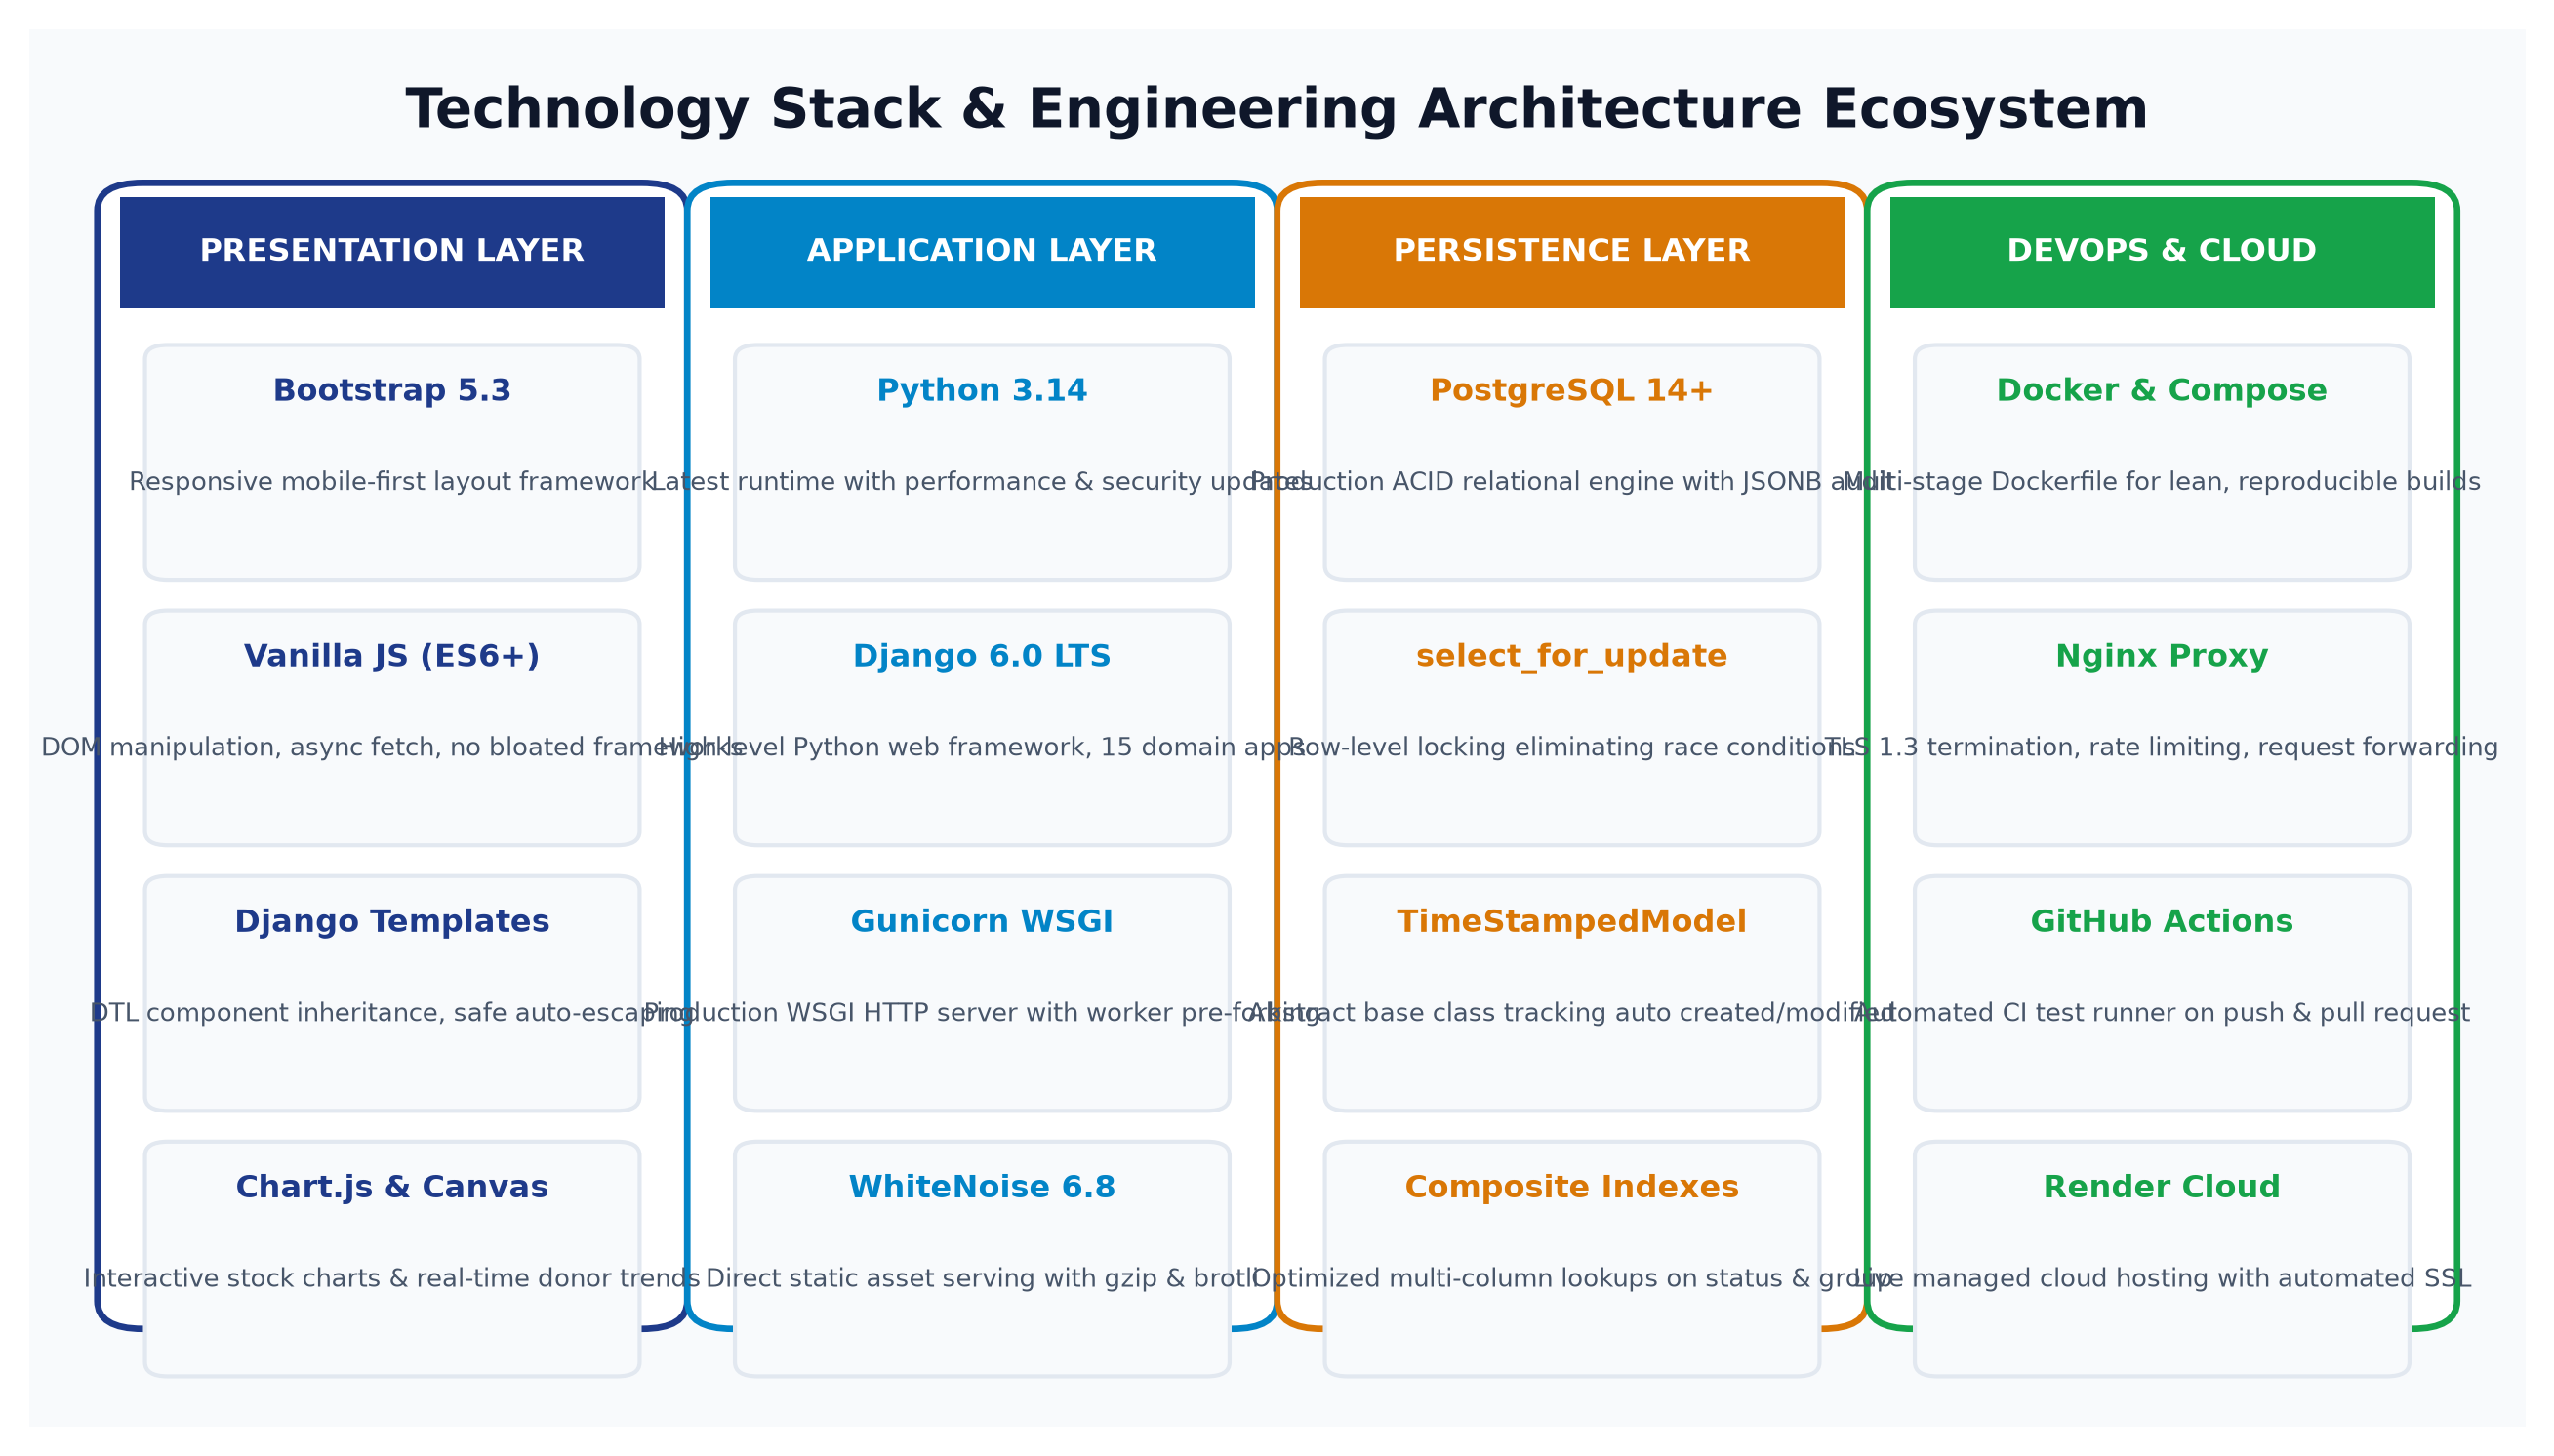 Technology Stack & Engineering Architecture Ecosystem
PRESENTATION LAYER
Bootstrap 5.3
Responsive mobile-first layout framework
Vanilla JS (ES6+)
DOM manipulation, async fetch, no bloated frameworks
Django Templates
DTL component inheritance, safe auto-escaping
Chart.js & Canvas
Interactive stock charts & real-time donor trends
APPLICATION LAYER
Python 3.14
Latest runtime with performance & security updates
Django 6.0 LTS
High-level Python web framework, 15 domain apps
Gunicorn WSGI
Production WSGI HTTP server with worker pre-forking
WhiteNoise 6.8
Direct static asset serving with gzip & brotli
PERSISTENCE LAYER
PostgreSQL 14+
Production ACID relational engine with JSONB audit
select_for_update
Row-level locking eliminating race conditions
TimeStampedModel
Abstract base class tracking auto created/modified
Composite Indexes
Optimized multi-column lookups on status & group
DEVOPS & CLOUD
Docker & Compose
Multi-stage Dockerfile for lean, reproducible builds
Nginx Proxy
TLS 1.3 termination, rate limiting, request forwarding
GitHub Actions
Automated CI test runner on push & pull request
Render Cloud
Live managed cloud hosting with automated SSL